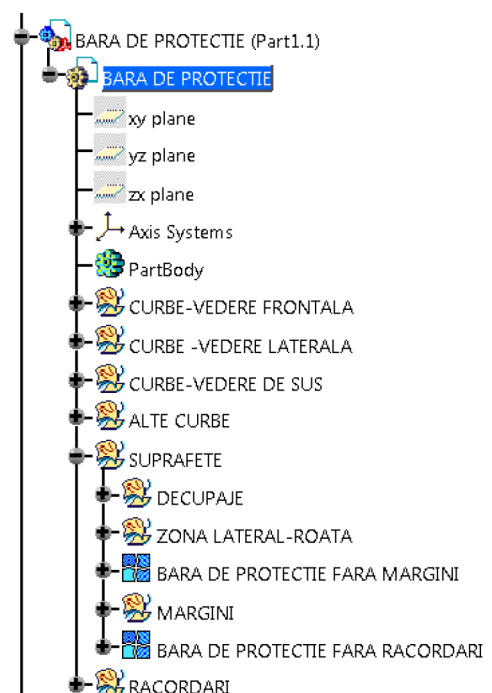 BARA DE PROTECTIE (Part1.1)
BARA DE PROTECTIE
xy plane
yz plane
zx plane
Axis Systems
PartBody
CURBE-VEDERE FRONTALA
CURBE -VEDERE LATERALA
CURBE-VEDERE DE SUS
ALTE CURBE
SUPRAFETE
DECUPAJE
ZONA LATERAL-ROATA
BARA DE PROTECTIE FARA MARGINI
MARGINI
BARA DE PROTECTIE FARA RACORDARI
RACORDARI